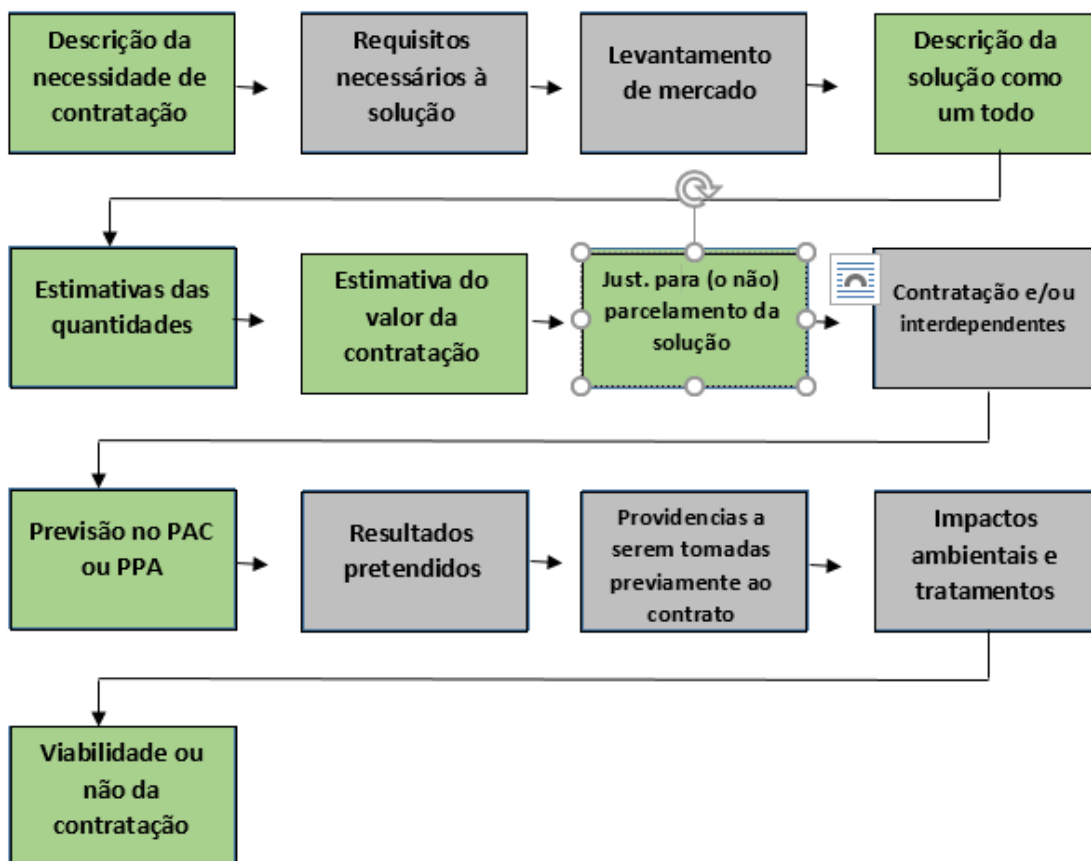 Descrição da
necessidade de
contratação
Requisitos
necessários à
solução
Levantamento
de mercado
Descrição da
solução como
um todo
Estimativas das
quantidades
Estimativa do
valor da
contratação
Just. para (o não)
parcelamento da
solução
Contratação e/ou
interdependentes
Previsão no PAC
ou PPA
Resultados
pretendidos
Providencias a
serem tomadas
previamente ao
contrato
Impactos
ambientais e
tratamentos
Viabilidade ou
não da
contratação